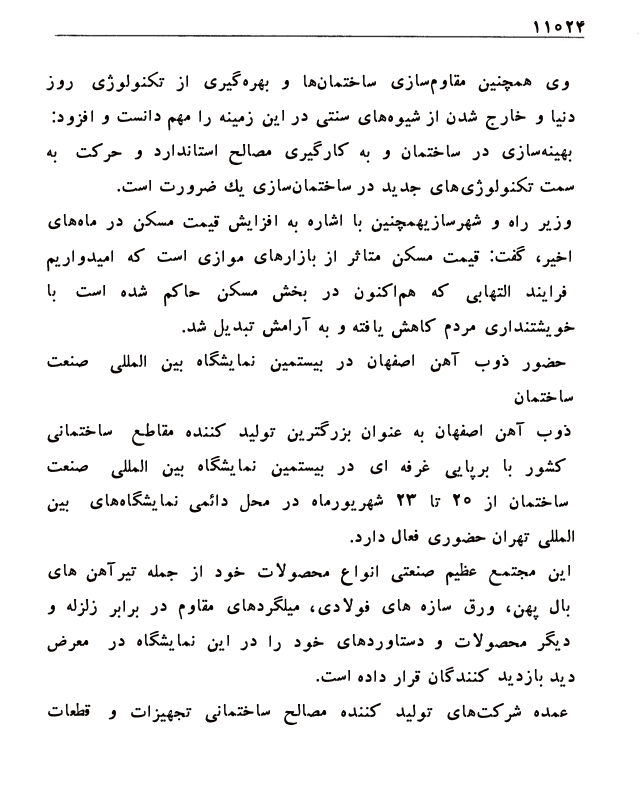 ۱۱۰۲۴
وی همچنین مقاوم‌سازی ساختمان‌ها و بهره‌گیری از تکنولوژی روز
دنیا و خارج شدن از شیوه‌های سنتی در این زمینه را مهم دانست و افزود:
بهینه‌سازی در ساختمان و به کارگیری مصالح استاندارد و حرکت به
سمت تکنولوژی‌های جدید در ساختمان‌سازی یك ضرورت است.
وزیر راه و شهرسازیهمچنین با اشاره به افزایش قیمت مسکن در ماه‌های
اخیر، گفت: قیمت مسکن متاثر از بازارهای موازی است که امیدواریم
فرایند التهابی که هم‌اکنون در بخش مسکن حاکم شده است با
خویشتنداری مردم کاهش یافته و به آرامش تبدیل شد.
حضور ذوب آهن اصفهان در بیستمین نمایشگاه بین المللی صنعت
ساختمان
ذوب آهن اصفهان به عنوان بزرگترین تولید کننده مقاطع ساختمانی
کشور با برپایی غرفه ای در بیستمین نمایشگاه بین المللی صنعت
ساختمان از ۲۰ تا ۲۳ شهریورماه در محل دائمی نمایشگاه‌های بین
المللی تهران حضوری فعال دارد.
این مجتمع عظیم صنعتی انواع محصولات خود از جمله تیرآهن های
بال پهن، ورق سازه های فولادی، میلگردهای مقاوم در برابر زلزله و
دیگر محصولات و دستاوردهای خود را در این نمایشگاه در معرض
دید بازدید کنندگان قرار داده است.
عمده شرکت‌های تولید کننده مصالح ساختمانی تجهیزات و قطعات